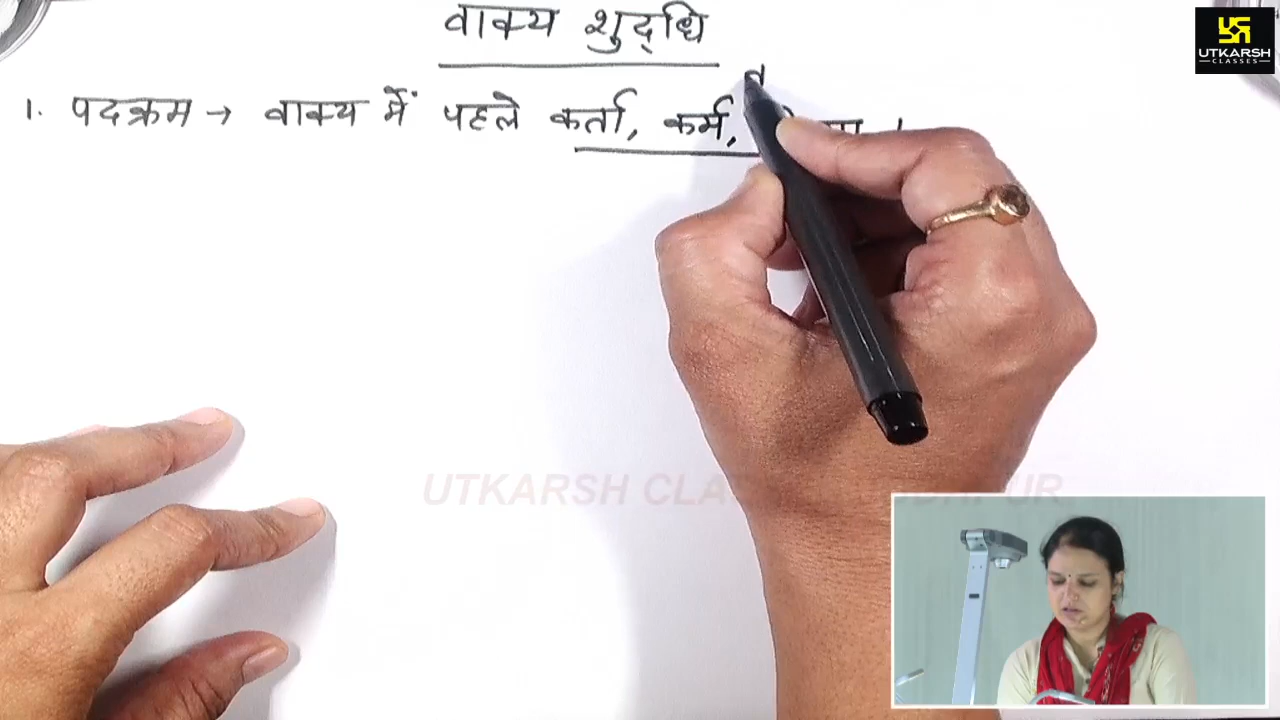 वाक्य शुद्धि
1. पदक्रम → वाक्य में पहले कर्ता, कर्म,
UTKARSH
CLASSES